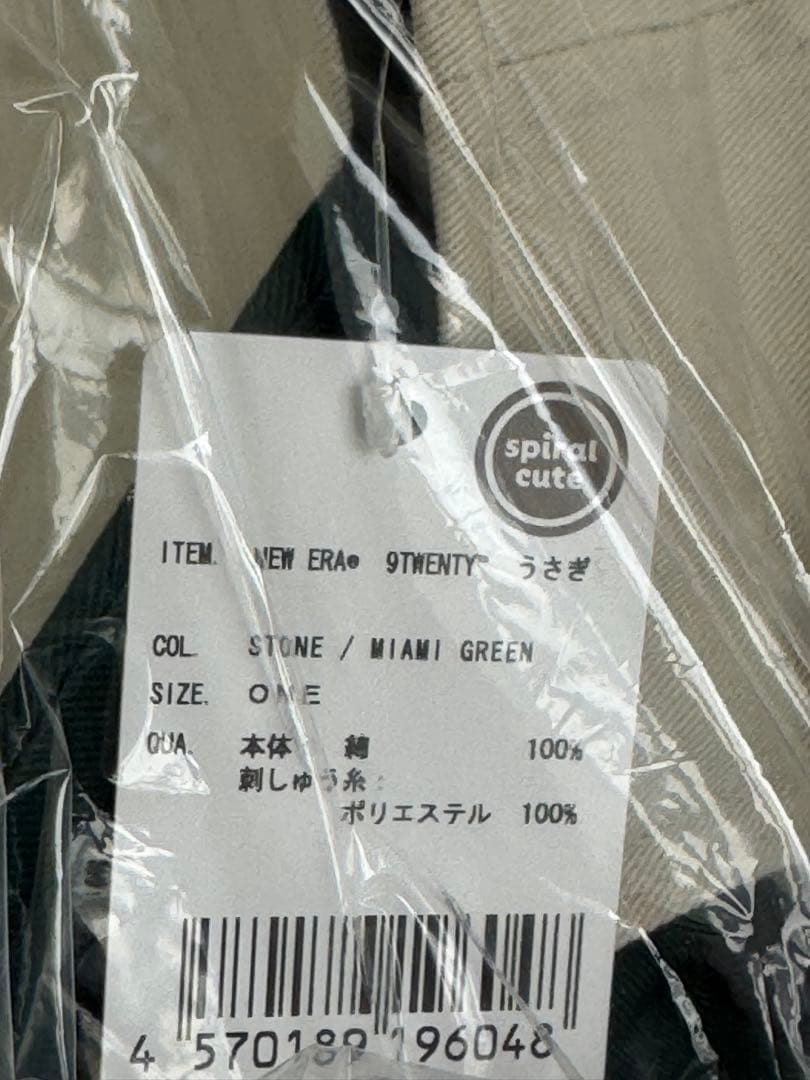 spiral
cute
ITEM. NEW ERA® 9TWENTY™ うさぎ
COL. STONE / MIAMI GREEN
SIZE. ONE
QUA. 本体: 綿 100%
刺しゅう糸:
ポリエステル 100%
4 570189 196048